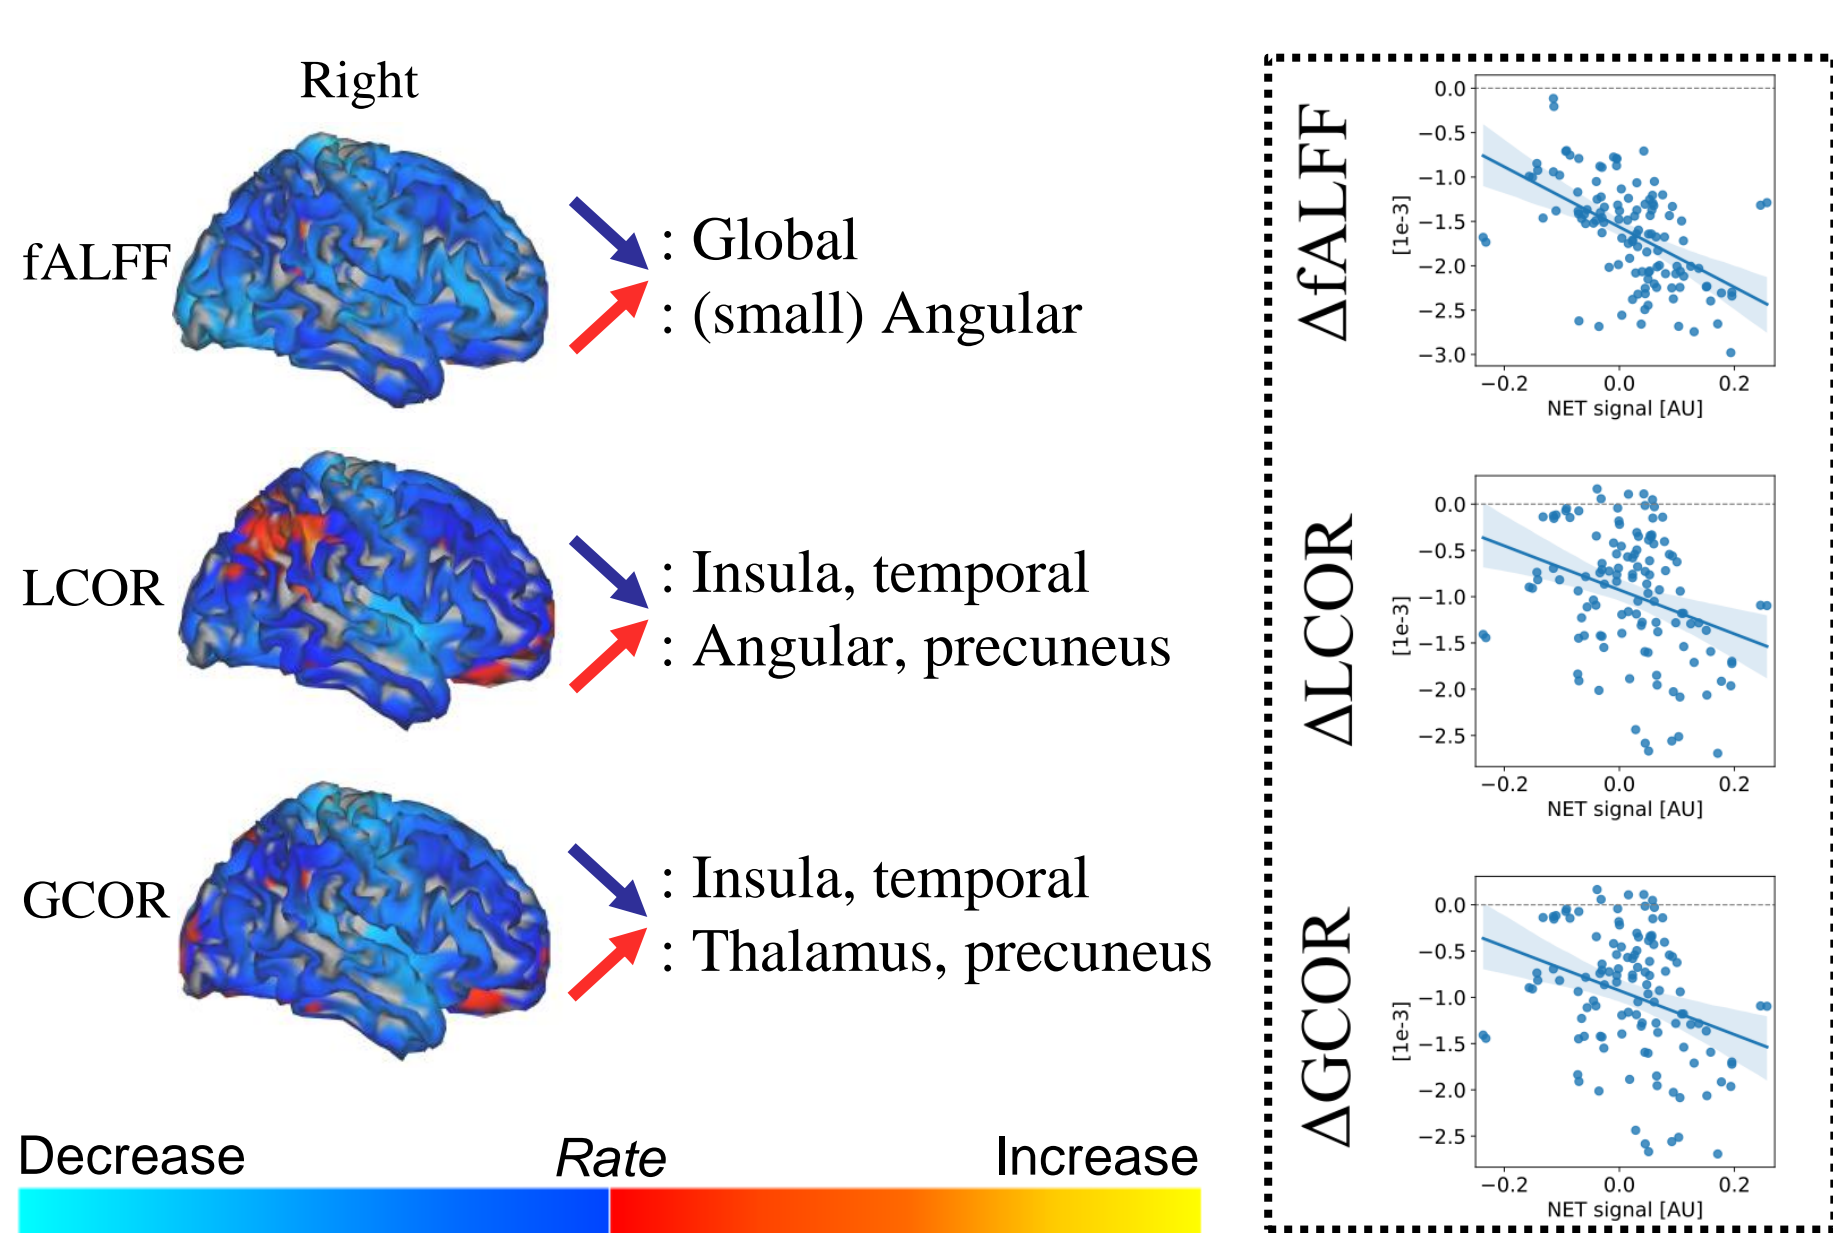 Right
fALFF
: Global
: (small) Angular
LCOR
: Insula, temporal
: Angular, precuneus
GCOR
: Insula, temporal
: Thalamus, precuneus
Decrease
Rate
Increase
ΔfALFF
[1e-3]
0.0
−0.5
−1.0
−1.5
−2.0
−2.5
−3.0
−0.2 0.0 0.2
NET signal [AU]
ΔLCOR
[1e-3]
0.0
−0.5
−1.0
−1.5
−2.0
−2.5
−0.2 0.0 0.2
NET signal [AU]
ΔGCOR
[1e-3]
0.0
−0.5
−1.0
−1.5
−2.0
−2.5
−0.2 0.0 0.2
NET signal [AU]